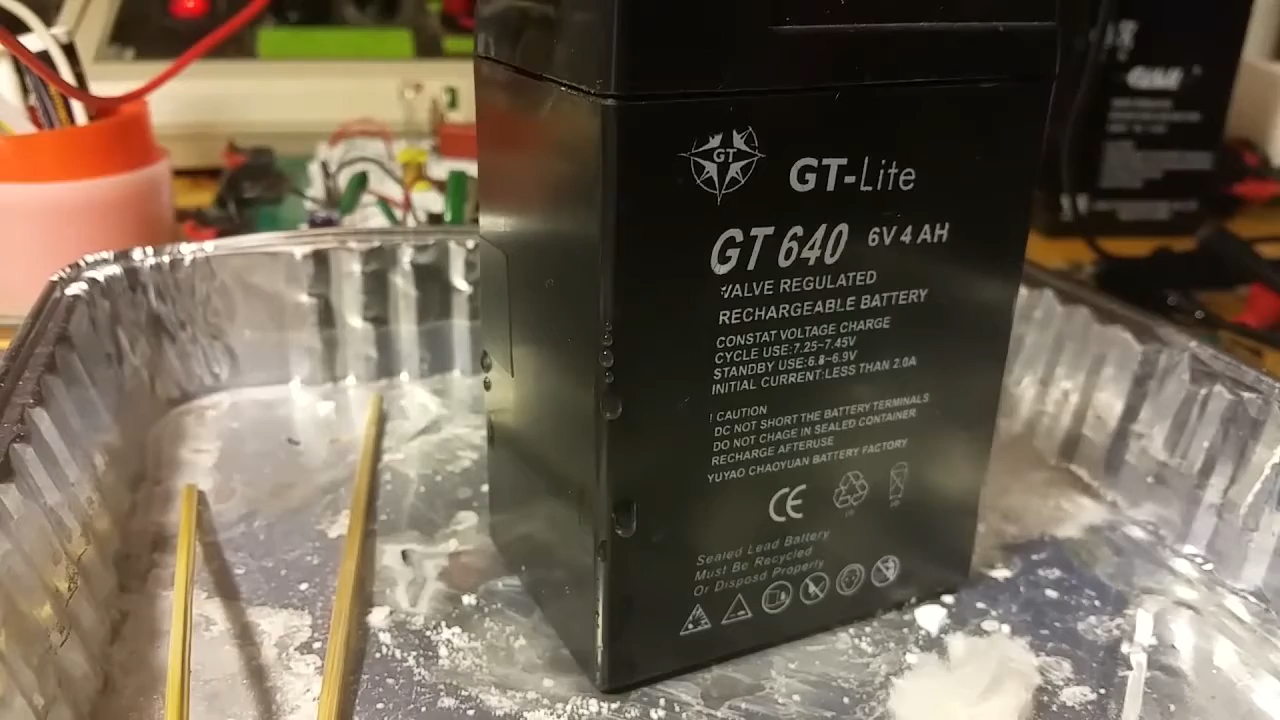 GT
GT-Lite
GT 640 6V 4 AH
VALVE REGULATED
RECHARGEABLE BATTERY
CONSTAT VOLTAGE CHARGE
CYCLE USE:7.25~7.45V
STANDBY USE:6.8~6.9V
INITIAL CURRENT:LESS THAN 2.0A
! CAUTION
DC NOT SHORT THE BATTERY TERMINALS
DO NOT CHAGE IN SEALED CONTAINER
RECHARGE AFTERUSE
YUYAO CHAOYUAN BATTERY FACTORY
CE
Sealed Lead Battery
Must Be Recycled
Or Disposd Properly